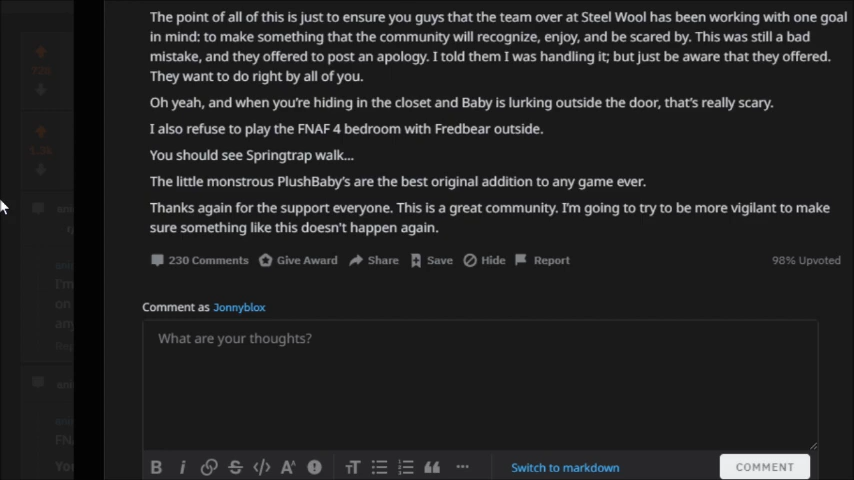 The point of all of this is just to ensure you guys that the team over at Steel Wool has been working with one goal
in mind: to make something that the community will recognize, enjoy, and be scared by. This was still a bad
mistake, and they offered to post an apology. I told them I was handling it; but just be aware that they offered.
They want to do right by all of you.
Oh yeah, and when you're hiding in the closet and Baby is lurking outside the door, that's really scary.
I also refuse to play the FNAF 4 bedroom with Fredbear outside.
You should see Springtrap walk...
The little monstrous PlushBaby's are the best original addition to any game ever.
Thanks again for the support everyone. This is a great community. I'm going to try to be more vigilant to make
sure something like this doesn't happen again.
230 Comments Give Award Share Save Hide Report 98% Upvoted
Comment as Jonnyblox
What are your thoughts?
Switch to markdown COMMENT